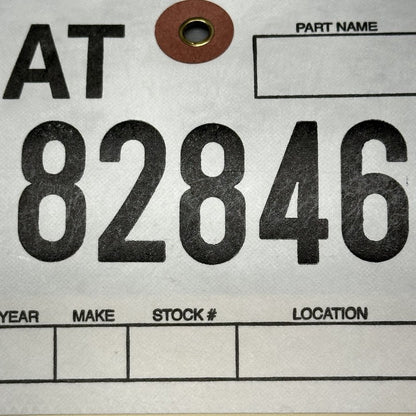 AT
PART NAME
82846
YEAR MAKE STOCK # LOCATION